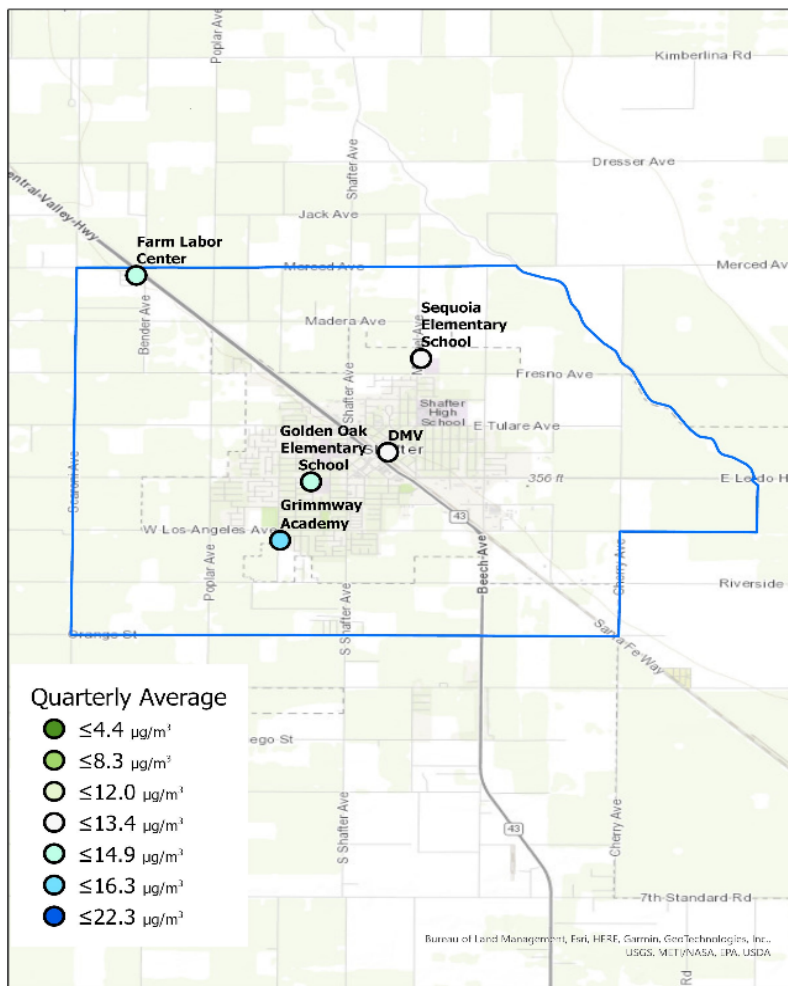 Poplar Ave
Kimberlina Rd
Dresser Ave
Shafter Ave
Jack Ave
entral-Valley-Hwy
Farm Labor
Center
Merced Ave
Merced Av
Bender Ave
Madera Ave
Sequoia
Elementary
School
Shafter Ave
Fresno Ave
Shafter
High
School
Golden Oak
Elementary
School
DMV
E Tulare Ave
Scaroni Ave
356 ft
E Lerdo H
Grimmway
Academy
W Los-Angeles Ave
43
Poplar Ave
S Shafter Ave
Beech-Ave
Cherry Ave
Riverside
Orange St
Santa Fe Way
Quarterly Average
≤4.4 µg/m³
≤8.3 µg/m³
≤12.0 µg/m³
≤13.4 µg/m³
≤14.9 µg/m³
≤16.3 µg/m³
≤22.3 µg/m³
ego St
S Shafter Ave
43
Cherry Ave
7th Standard Rd
Bureau of Land Management, Esri, HERE, Garmin, GeoTechnologies, Inc.,
USGS, METI/NASA, EPA, USDA
Rd